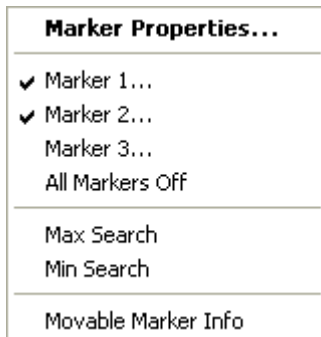 Marker Properties...
Marker 1...
Marker 2...
Marker 3...
All Markers Off
Max Search
Min Search
Movable Marker Info